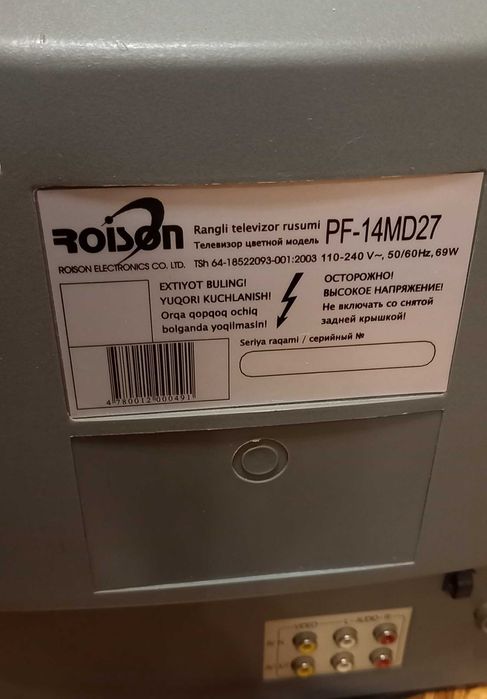 ROISON
Rangli televizor rusumi
Телевизор цветной модель
PF-14MD27
ROISON ELECTRONICS CO. LTD.
TSh 64-18522093-001:2003
110-240 V~, 50/60Hz, 69W
EXTIYOT BULING!
YUQORI KUCHLANISH!
Orqa qopqoq ochiq
bolganda yoqilmasin!
ОСТОРОЖНО!
ВЫСОКОЕ НАПРЯЖЕНИЕ!
Не включать со снятой
задней крышкой!
Seriya raqami / серийный №
4 780012 000491
VIDEO L-AUDIO-R